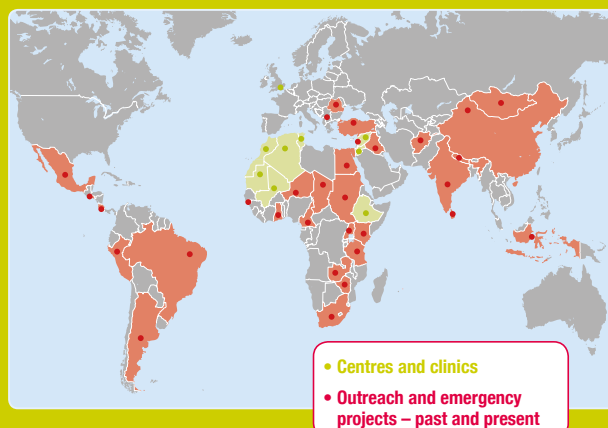 • Centres and clinics
• Outreach and emergency
projects – past and present